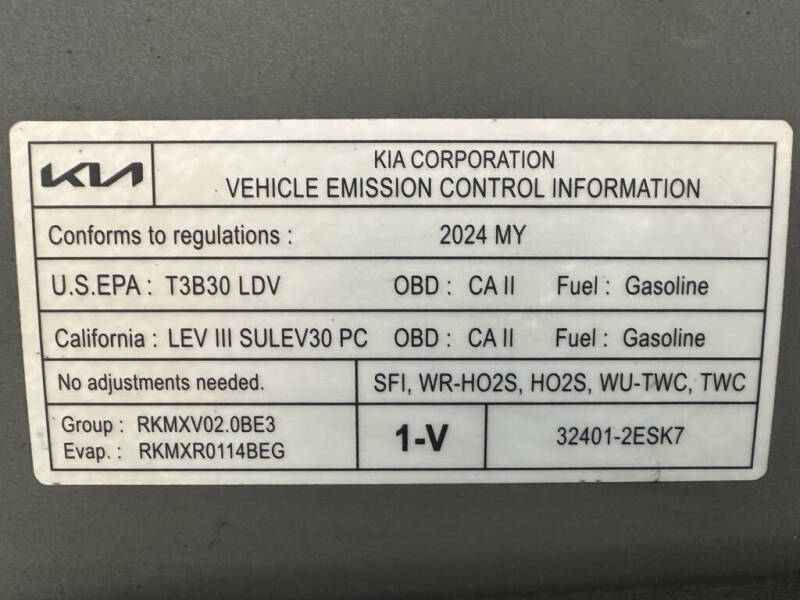 KIA
KIA CORPORATION
VEHICLE EMISSION CONTROL INFORMATION
Conforms to regulations : 2024 MY
U.S.EPA : T3B30 LDV OBD : CA II Fuel : Gasoline
California : LEV III SULEV30 PC OBD : CA II Fuel : Gasoline
No adjustments needed. SFI, WR-HO2S, HO2S, WU-TWC, TWC
Group : RKMXV02.0BE3
Evap. : RKMXR0114BEG
1-V
32401-2ESK7